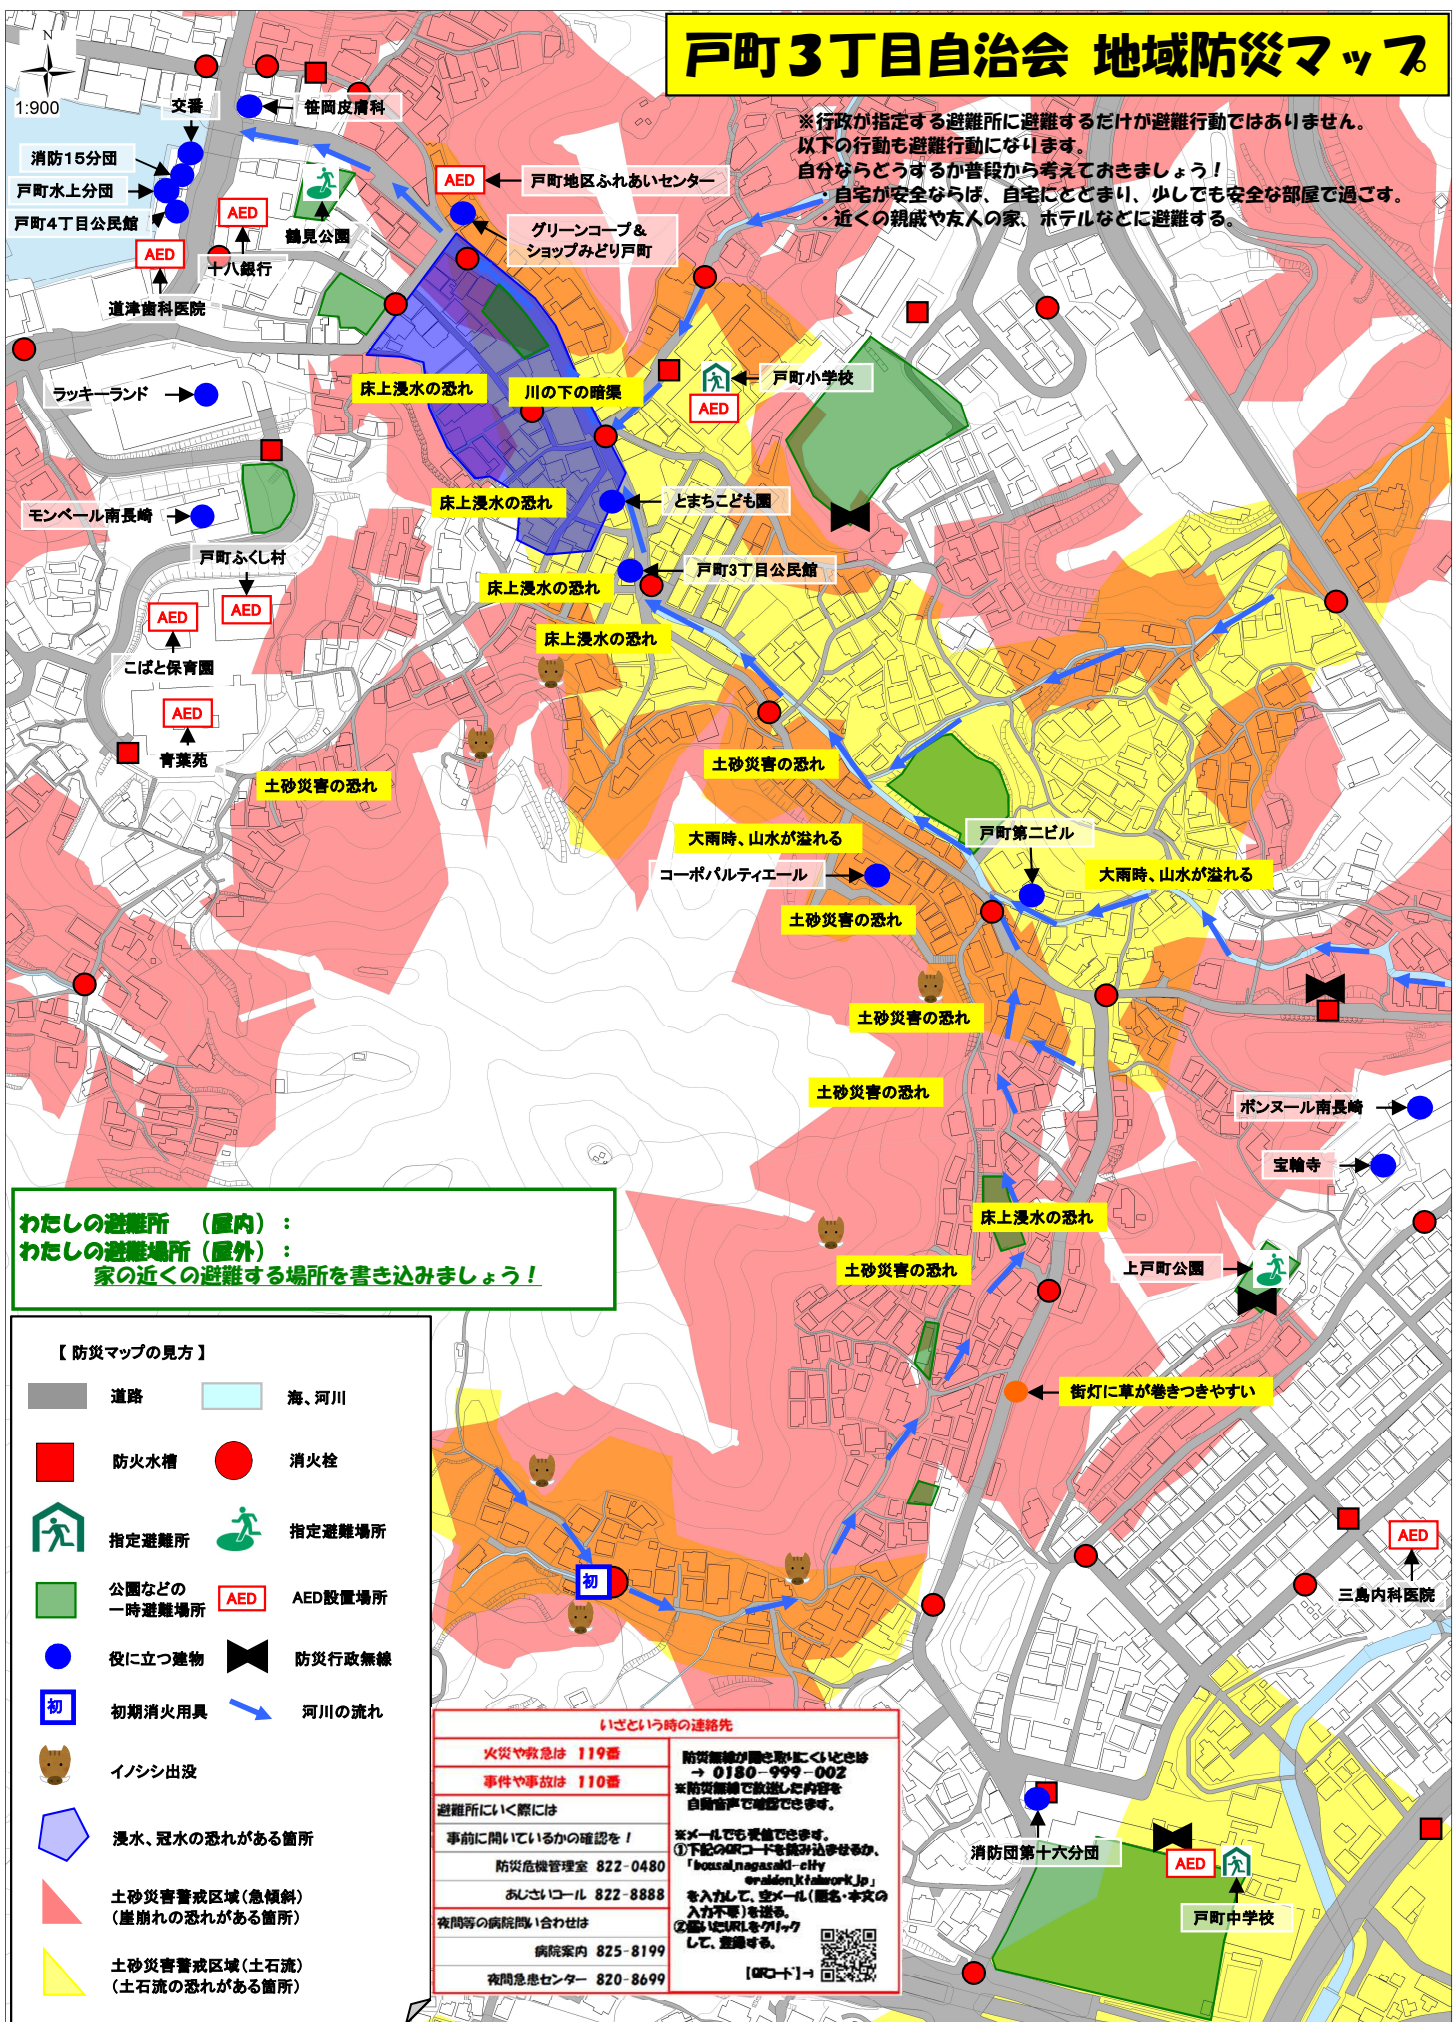 戸町３丁目自治会 地域防災マップ。
N
1:900
※行政が指定する避難所に避難するだけが避難行動ではありません。
以下の行動も避難行動になります。
自分ならどうするか普段から考えておきましょう！
・自宅が安全ならば、自宅にとどまり、少しでも安全な部屋で過ごす。
・近くの親戚や友人の家、ホテルなどに避難する。
交番
笹岡皮膚科
消防15分団
戸町水上分団
戸町4丁目公民館
AED
道津歯科医院
AED
十八銀行
鶴見公園
AED
戸町地区ふれあいセンター
グリーンコープ＆
ショップみどり戸町
ラッキーランド
床上浸水の恐れ
川の下の暗渠
戸町小学校
AED
床上浸水の恐れ
とまちこども園
モンベール南長崎
戸町ふくし村
AED
床上浸水の恐れ
戸町3丁目公民館
AED
こばと保育園
床上浸水の恐れ
AED
青葉苑
土砂災害の恐れ
土砂災害の恐れ
大雨時、山水が溢れる
戸町第二ビル
コーポパルティエール
大雨時、山水が溢れる
土砂災害の恐れ
土砂災害の恐れ
土砂災害の恐れ
ボンヌール南長崎
宝輪寺
床上浸水の恐れ
上戸町公園
土砂災害の恐れ
街灯に草が巻きつきやすい
AED
三島内科医院
初
消防団第十六分団
AED
戸町中学校
わたしの避難所　（屋内）：
わたしの避難場所（屋外）：
家の近くの避難する場所を書き込みましょう！
【 防災マップの見方 】
道路
海、河川
防火水槽
消火栓
指定避難所
指定避難場所
公園などの
一時避難場所
AED
AED設置場所
役に立つ建物
防災行政無線
初
初期消火用具
河川の流れ
イノシシ出没
浸水、冠水の恐れがある箇所
土砂災害警戒区域（急傾斜）
（崖崩れの恐れがある箇所）
土砂災害警戒区域（土石流）
（土石流の恐れがある箇所）
いざという時の連絡先
火災や救急は 119番
事件や事故は 110番
避難所にいく際には
事前に開いているかの確認を！
防災危機管理室 822-0480
あじさいコール 822-8888
夜間等の病院問い合わせは
病院案内 825-8199
夜間急患センター 820-8699
防災無線が聞き取りにくいときは
→ 0180-999-002
※防災無線で放送した内容を
自動音声で確認できます。
※メールでも受信できます。
①下記のQRコードを読み込ませるか、
を入力して、空メール（題名・本文の
入力不要）を送る。
②届いたURLをクリック
して、登録する。
【QRコード】→